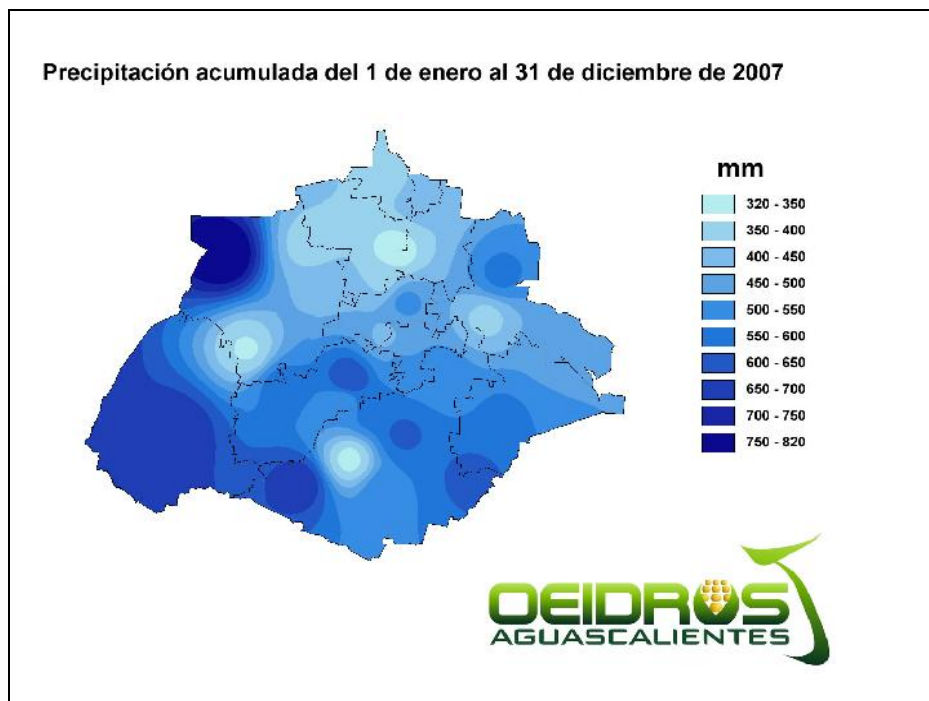 Precipitación acumulada del 1 de enero al 31 de diciembre de 2007
mm
320 - 350
350 - 400
400 - 450
450 - 500
500 - 550
550 - 600
600 - 650
650 - 700
700 - 750
750 - 820
OEIDROS
AGUASCALIENTES